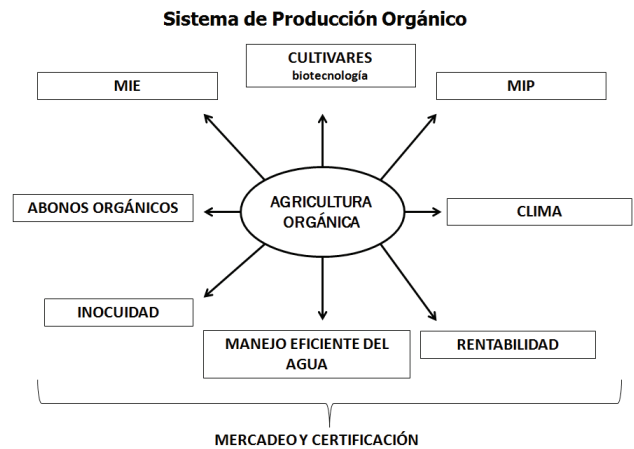 Sistema de Producción Orgánico
CULTIVARES
biotecnología
MIE
MIP
AGRICULTURA
ORGÁNICA
ABONOS ORGÁNICOS
CLIMA
INOCUIDAD
MANEJO EFICIENTE DEL
AGUA
RENTABILIDAD
MERCADEO Y CERTIFICACIÓN